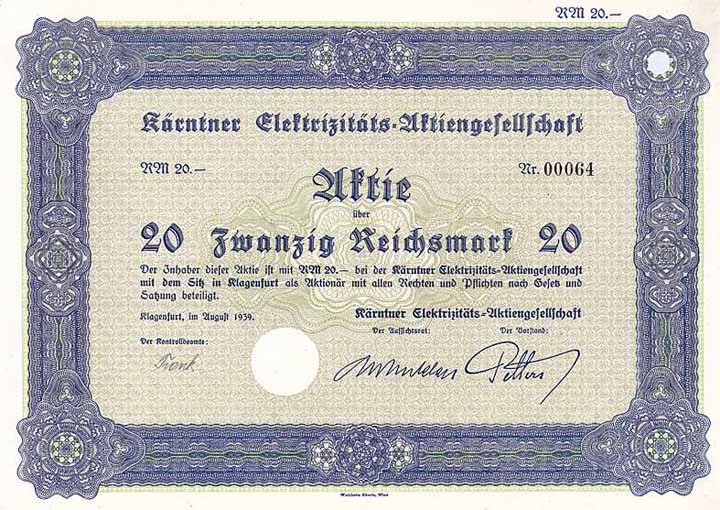 RM 20.—
Kärntner Elektrizitäts-Aktiengesellschaft
RM 20.— Nr. 00064
Aktie
über
20 Zwanzig Reichsmark 20
Der Inhaber dieser Aktie ist mit RM 20.— bei der Kärntner Elektrizitäts-Aktiengesellschaft
mit dem Sitz in Klagenfurt als Aktionär mit allen Rechten und Pflichten nach Gesetz und
Satzung beteiligt.
Klagenfurt, im August 1939.
Kärntner Elektrizitäts-Aktiengesellschaft
Der Aufsichtsrat: Der Vorstand:
Der Kontrollbeamte: